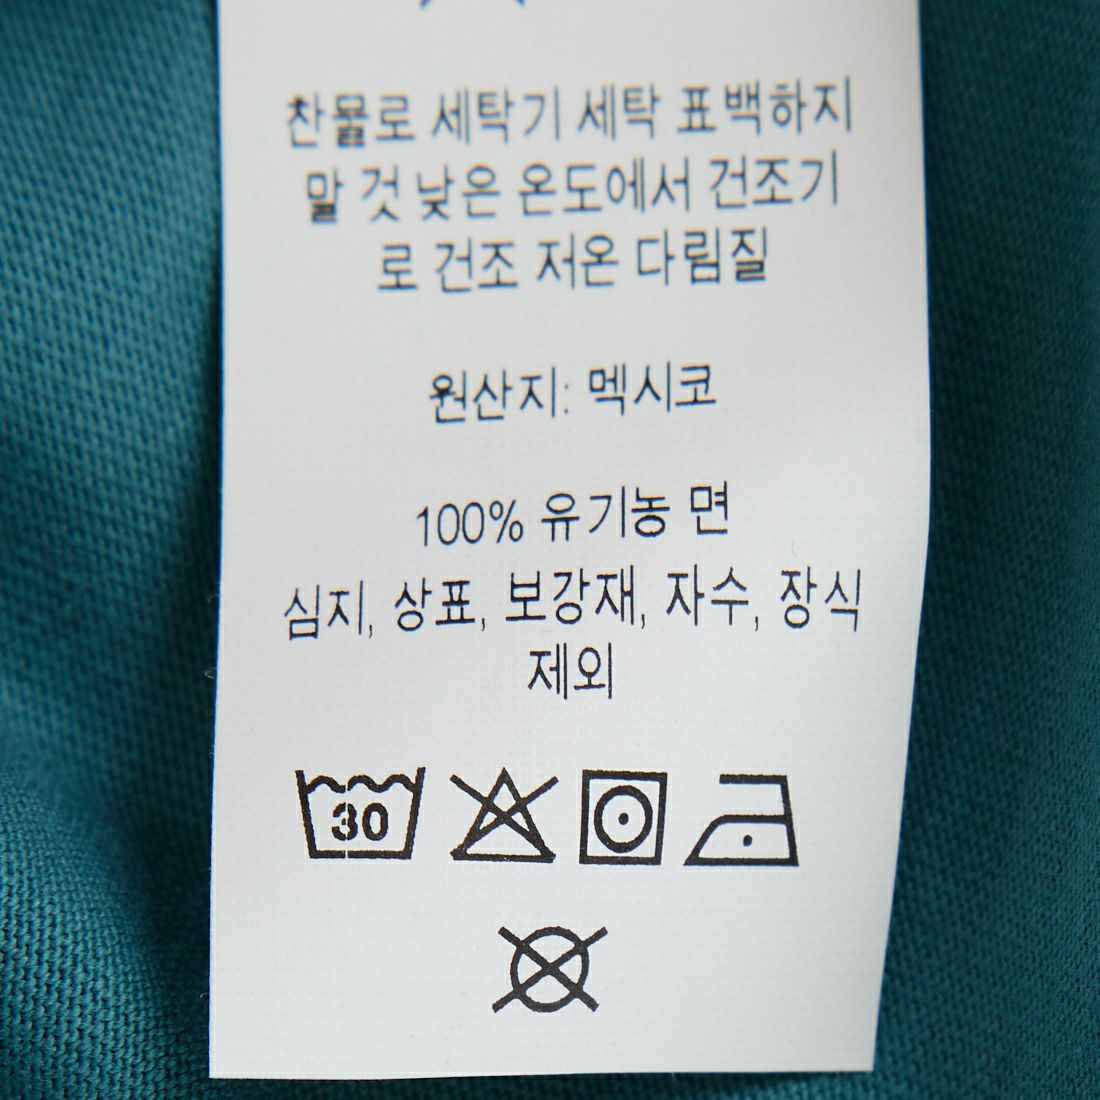 찬물로 세탁기 세탁 표백하지
말 것 낮은 온도에서 건조기
로 건조 저온 다림질
원산지: 멕시코
100% 유기농 면
심지, 상표, 보강재, 자수, 장식
제외
30